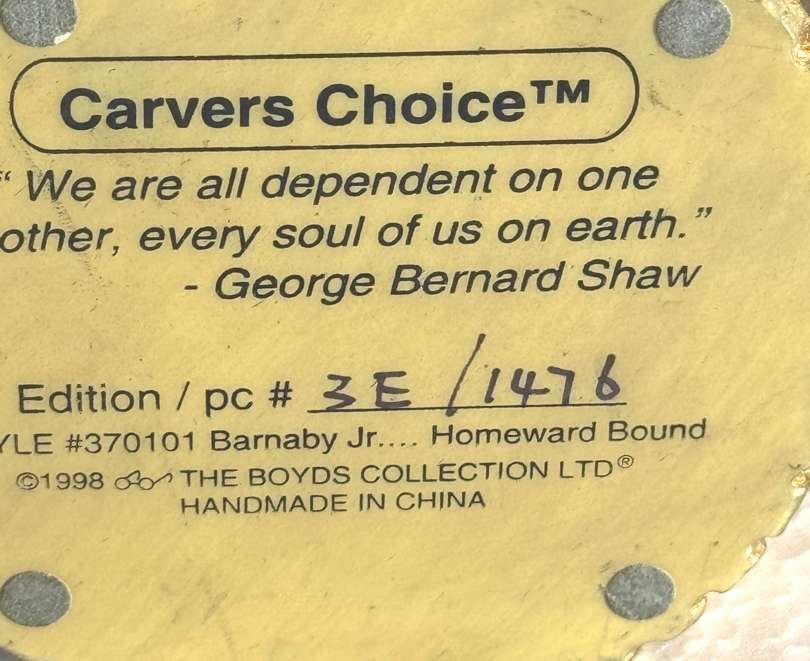 Carvers Choice™
“ We are all dependent on one
other, every soul of us on earth.”
- George Bernard Shaw
Edition / pc # 3E / 1476
YLE #370101 Barnaby Jr.... Homeward Bound
©1998 THE BOYDS COLLECTION LTD®
HANDMADE IN CHINA